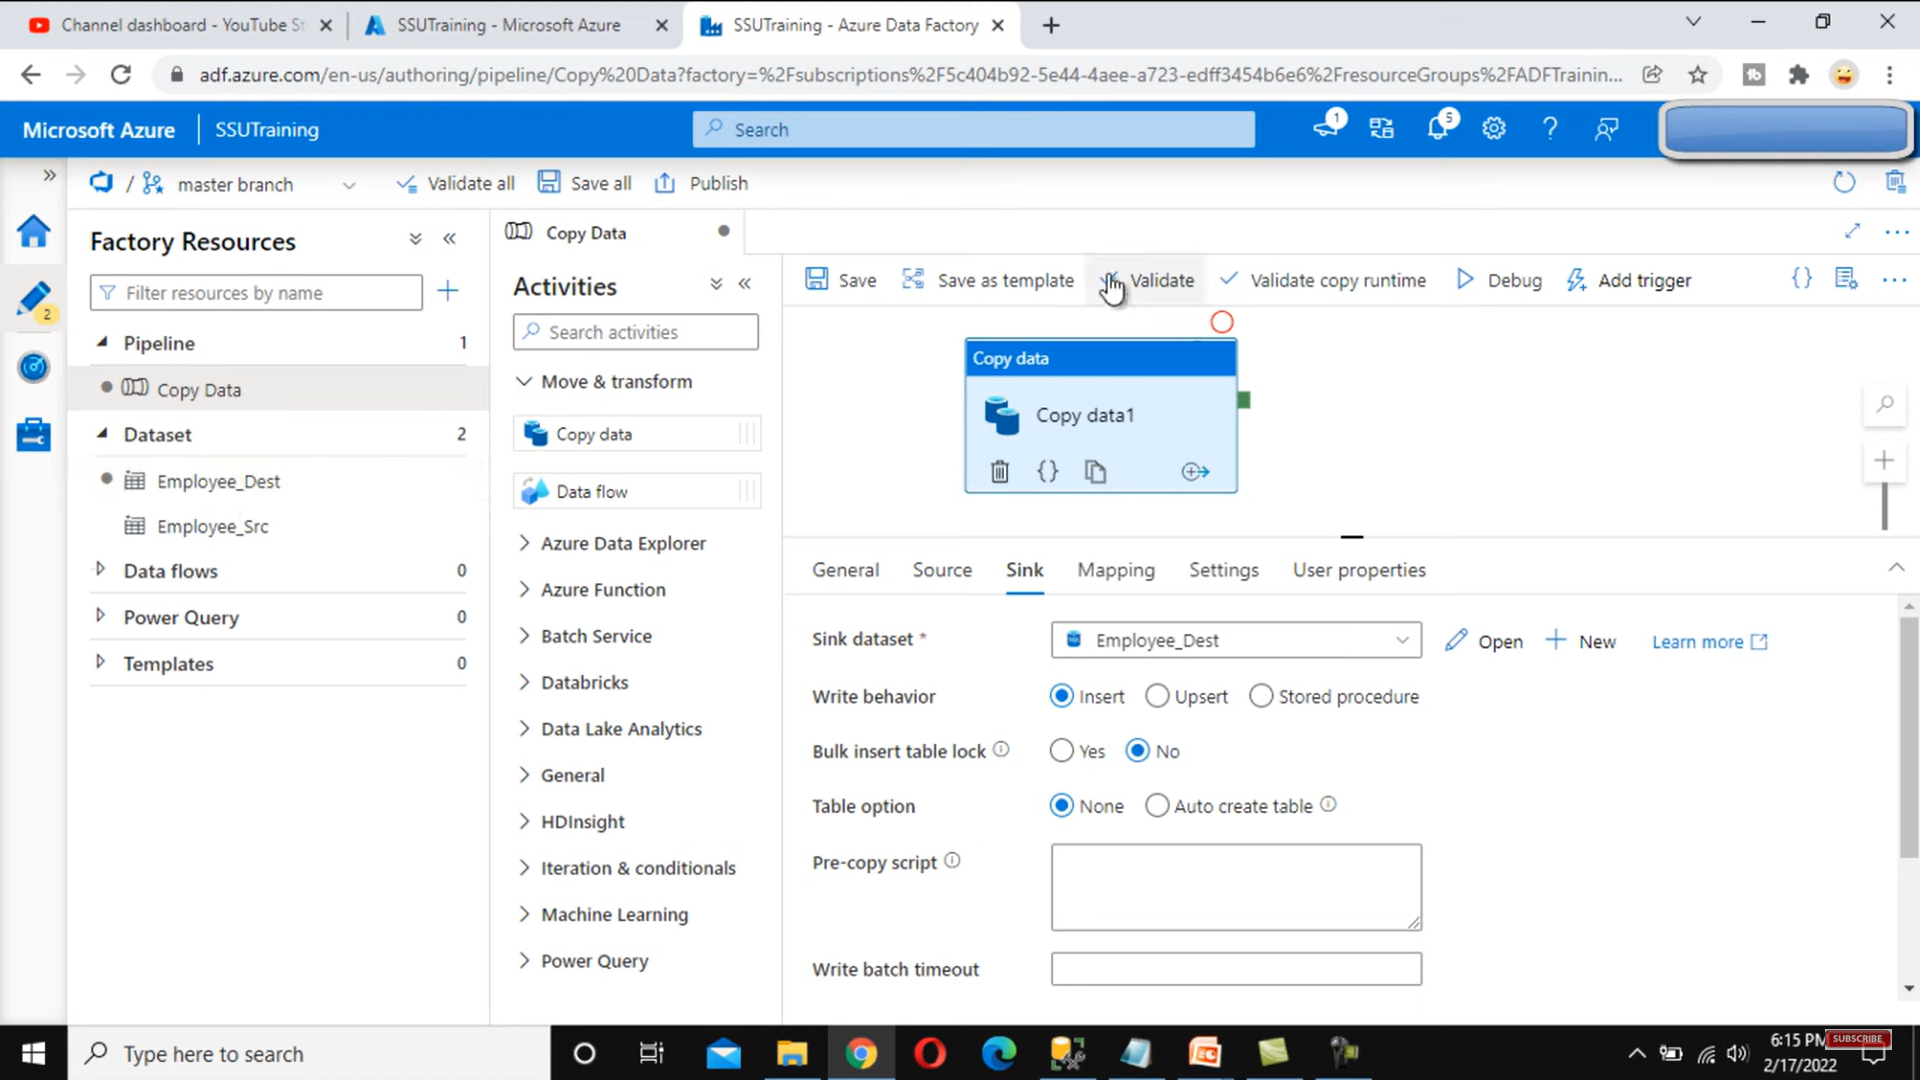 Channel dashboard - YouTube St
SSUTraining - Microsoft Azure
SSUTraining - Azure Data Factory
adf.azure.com/en-us/authoring/pipeline/Copy%20Data?factory=%2Fsubscriptions%2F5c404b92-5e44-4aee-a723-edff3454b6e6%2FresourceGroups%2FADFTrainin...
Microsoft Azure
SSUTraining
Search
1
5
/ master branch
Validate all
Save all
Publish
2
Factory Resources
Filter resources by name
Pipeline 1
Copy Data
Dataset 2
Employee_Dest
Employee_Src
Data flows 0
Power Query 0
Templates 0
Copy Data
Activities
Search activities
Move & transform
Copy data
Data flow
Azure Data Explorer
Azure Function
Batch Service
Databricks
Data Lake Analytics
General
HDInsight
Iteration & conditionals
Machine Learning
Power Query
Save
Save as template
Validate
Validate copy runtime
Debug
Add trigger
Copy data
Copy data1
General
Source
Sink
Mapping
Settings
User properties
Sink dataset *
Employee_Dest
Open
New
Learn more
Write behavior
Insert
Upsert
Stored procedure
Bulk insert table lock
Yes
No
Table option
None
Auto create table
Pre-copy script
Write batch timeout
Type here to search
6:15 PM
SUBSCRIBE
2/17/2022